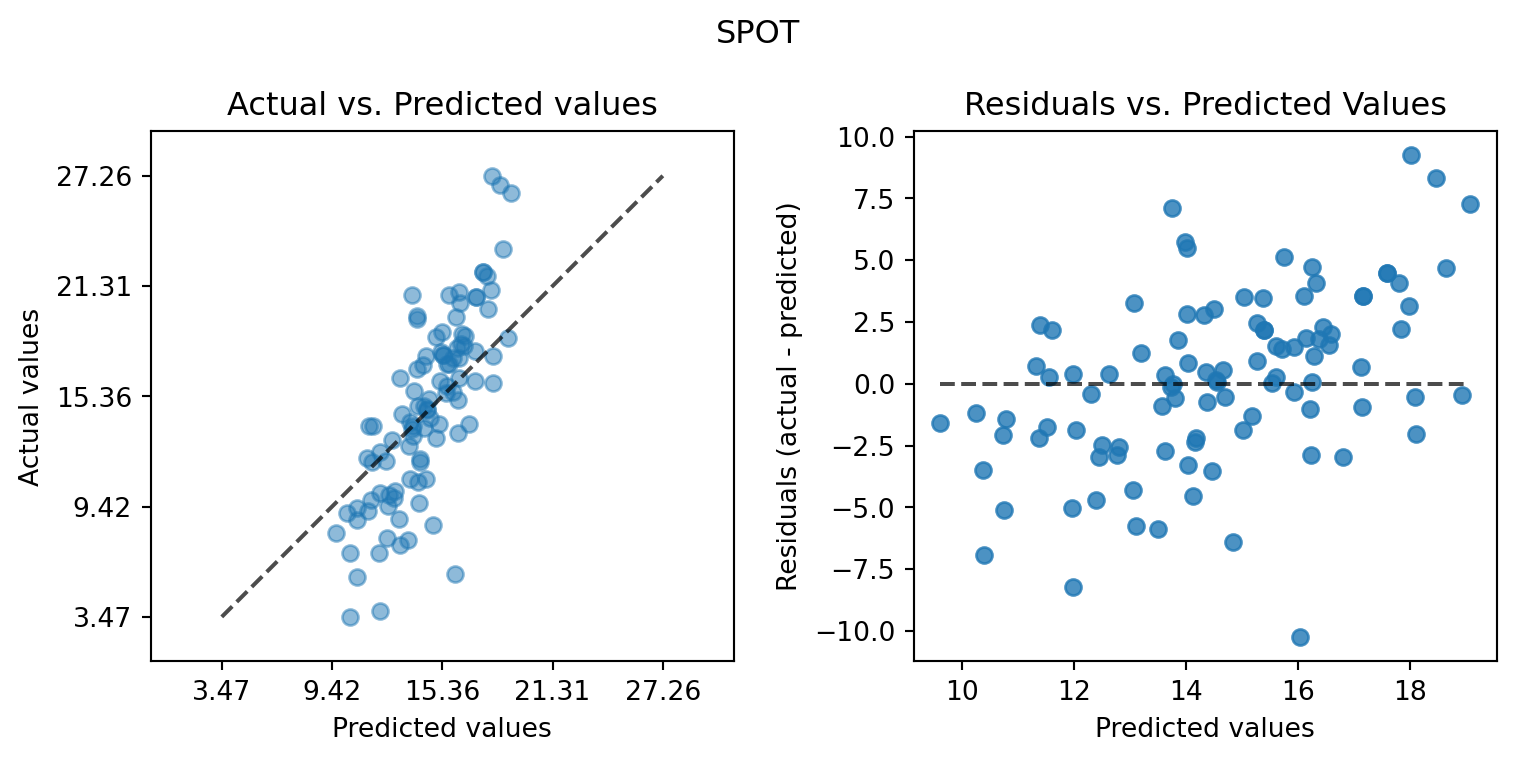 SPOT
Actual vs. Predicted values
27.26
21.31
15.36
9.42
3.47
Actual values
3.47 9.42 15.36 21.31 27.26
Predicted values
Residuals vs. Predicted Values
10.0
7.5
5.0
2.5
0.0
−2.5
−5.0
−7.5
−10.0
Residuals (actual - predicted)
10 12 14 16 18
Predicted values